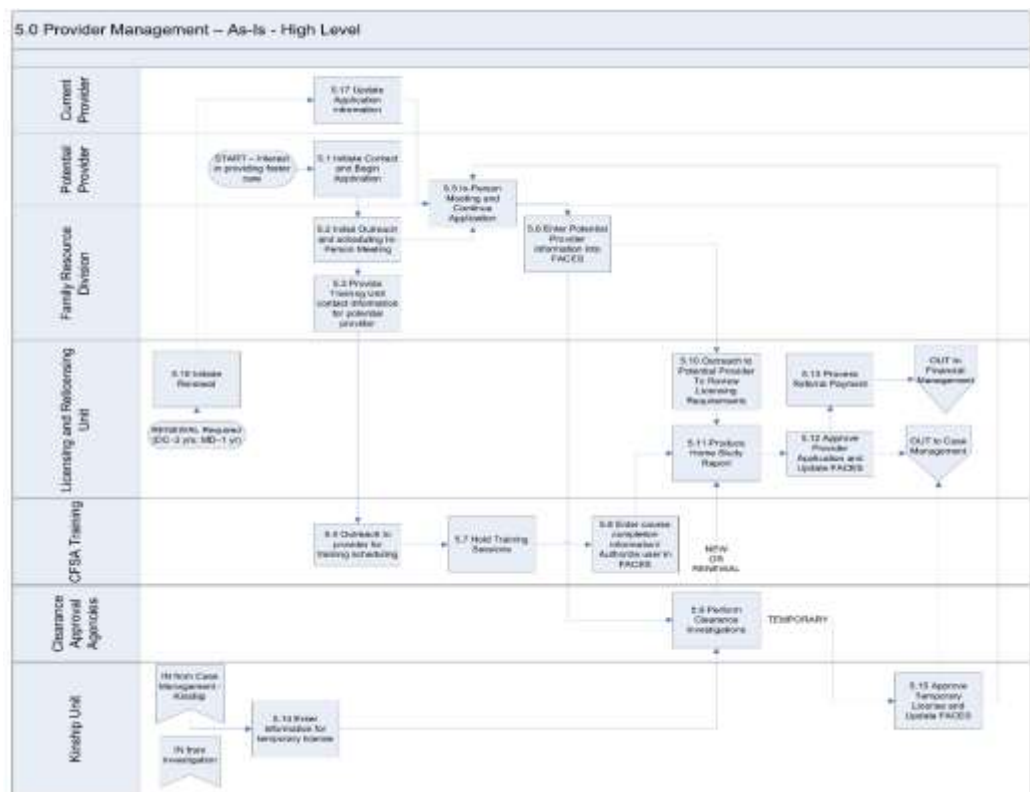 5.0 Provider Management – As-Is - High Level
Current
Provider
5.17 Update
Application
Information
Potential
Provider
START – Interest
in providing foster
care
5.1 Initiate Contact
and Begin
Application
5.5 In-Person
Meeting and
Continue
Application
Family Resource
Division
5.2 Initial Outreach
and scheduling In-
Person Meeting
5.6 Enter Potential
Provider
Information into
FACES
5.3 Provide
Training Unit
contact information
for potential
provider
Licensing and Relicensing
Unit
5.16 Initiate
Renewal
RENEWAL Required
(DC-2 yrs; MD-1 yr)
5.10 Outreach to
Potential Provider
To Review
Licensing
Requirements
5.13 Process
Referral Payment
OUT to
Financial
Management
5.11 Produce
Home Study
Report
5.12 Approve
Provider
Application and
Update FACES
OUT to Case
Management
CFSA Training
Outreach to
provider for
training scheduling
5.7 Hold Training
Sessions
5.8 Enter course
completion
information/
Authorize user in
FACES
NEW
OR
RENEWAL
Clearance
Approval
Agencies
5.9 Perform
Clearance
Investigations
TEMPORARY
Kinship Unit
IN from Case
Management -
Kinship
5.14 Enter
Information for
temporary license
IN from
Investigation
5.15 Approve
Temporary
License and
Update FACES